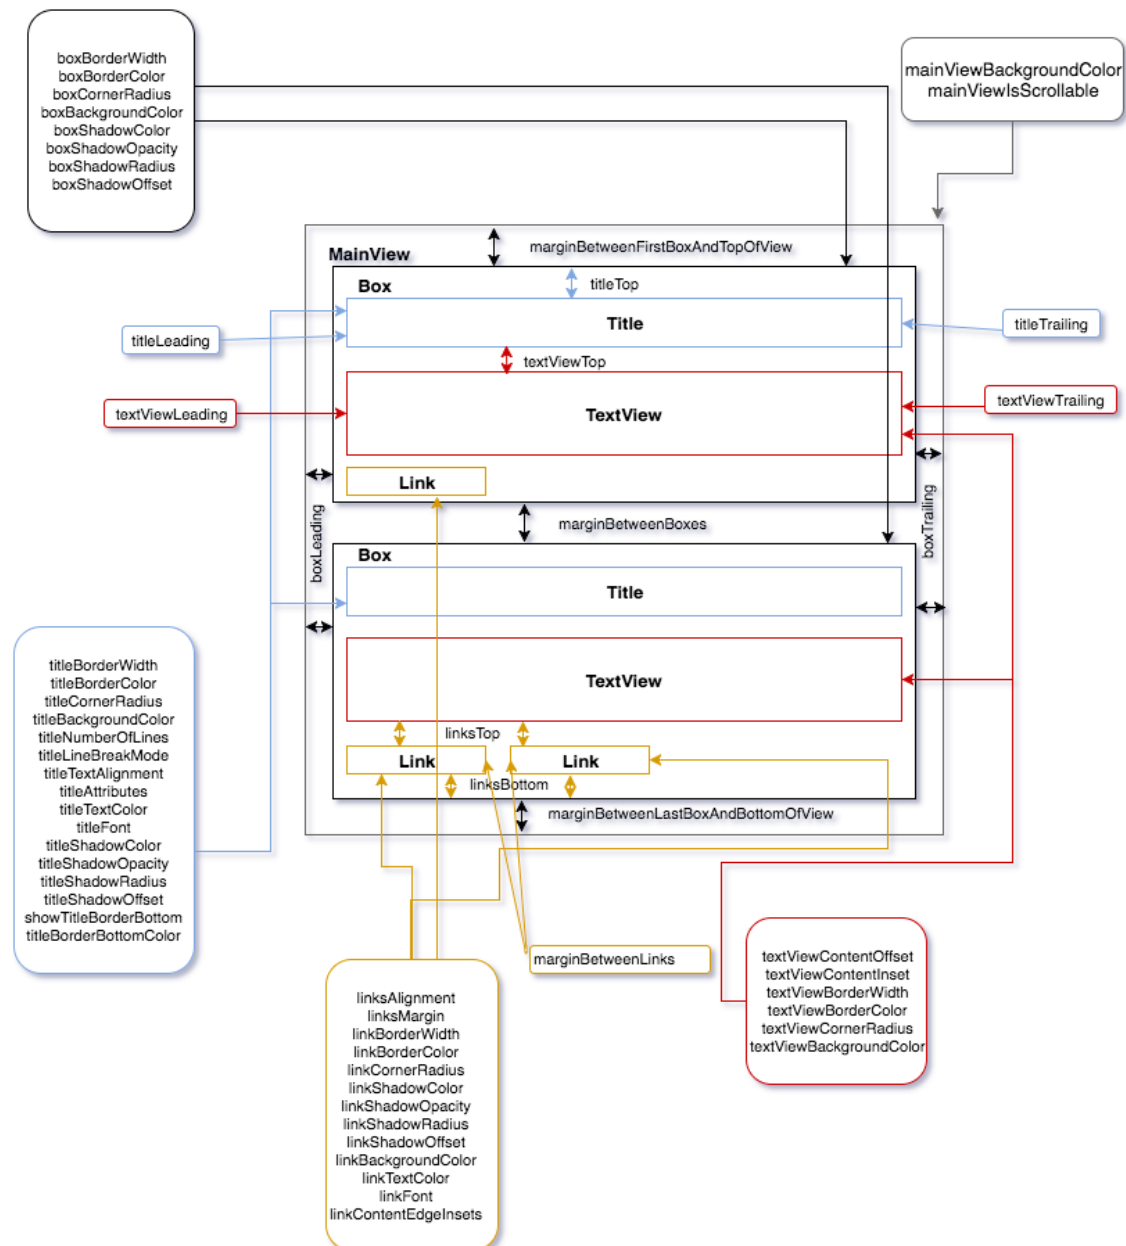 boxBorderWidth
boxBorderColor
boxCornerRadius
boxBackgroundColor
boxShadowColor
boxShadowOpacity
boxShadowRadius
boxShadowOffset
mainViewBackgroundColor
mainViewIsScrollable
marginBetweenFirstBoxAndTopOfView
MainView
Box
titleTop
Title
titleLeading
titleTrailing
textViewTop
TextView
textViewLeading
textViewTrailing
Link
boxLeading
boxTrailing
marginBetweenBoxes
Box
Title
TextView
linksTop
Link
Link
linksBottom
marginBetweenLastBoxAndBottomOfView
titleBorderWidth
titleBorderColor
titleCornerRadius
titleBackgroundColor
titleNumberOfLines
titleLineBreakMode
titleTextAlignment
titleAttributes
titleTextColor
titleFont
titleShadowColor
titleShadowOpacity
titleShadowRadius
titleShadowOffset
showTitleBorderBottom
titleBorderBottomColor
marginBetweenLinks
textViewContentOffset
textViewContentInset
textViewBorderWidth
textViewBorderColor
textViewCornerRadius
textViewBackgroundColor
linksAlignment
linksMargin
linkBorderWidth
linkBorderColor
linkCornerRadius
linkShadowColor
linkShadowOpacity
linkShadowRadius
linkShadowOffset
linkBackgroundColor
linkTextColor
linkFont
linkContentEdgeInsets